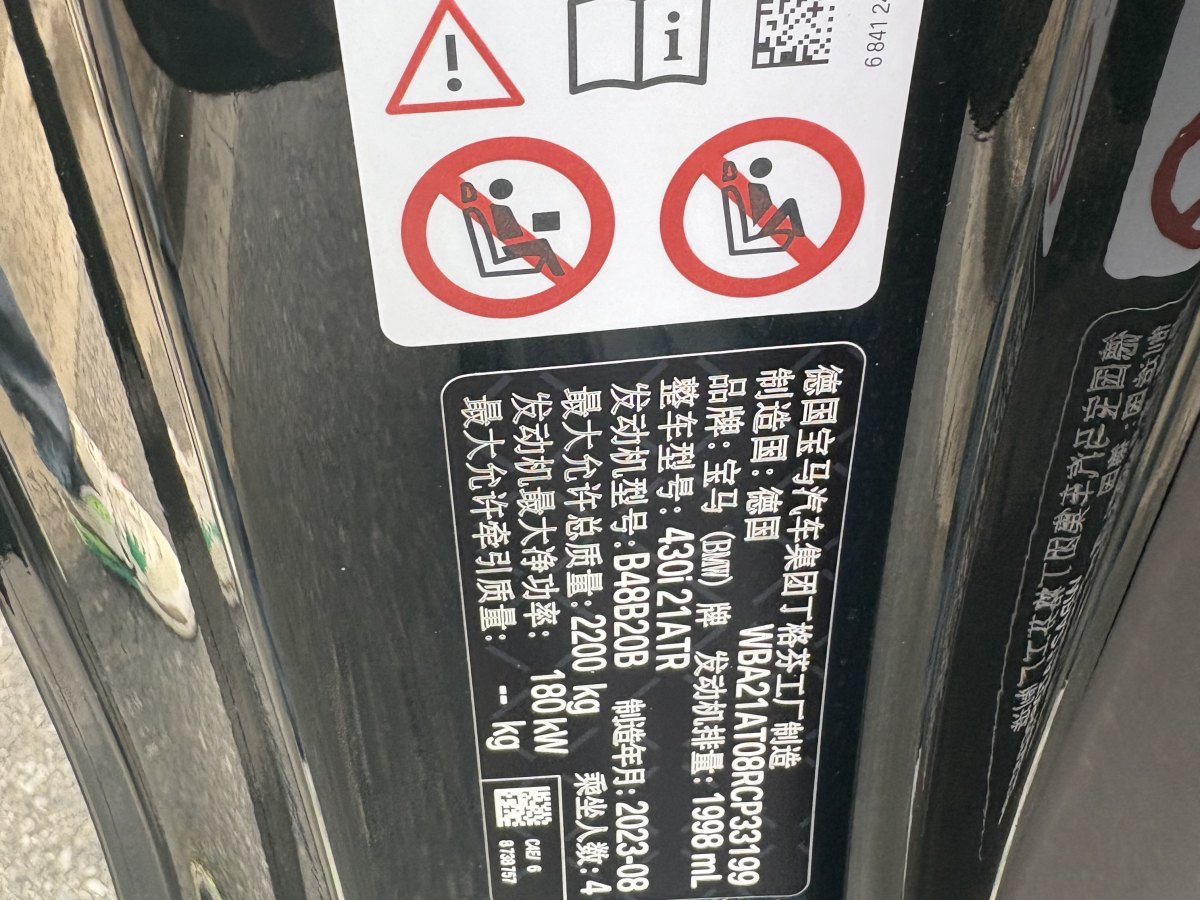 68412
德国宝马汽车集团丁格芬工厂制造
制造国：德国 WBA21AT08RCP33199
品牌：宝马（BMW）牌 发动机排量：1998 mL
整车型号：430i 21ATR
发动机型号：B48B20B 制造年月：2023-08
最大允许总质量：2200 kg 乘坐人数：4
发动机最大净功率：180 kW
最大允许牵引质量：-- kg
8738757